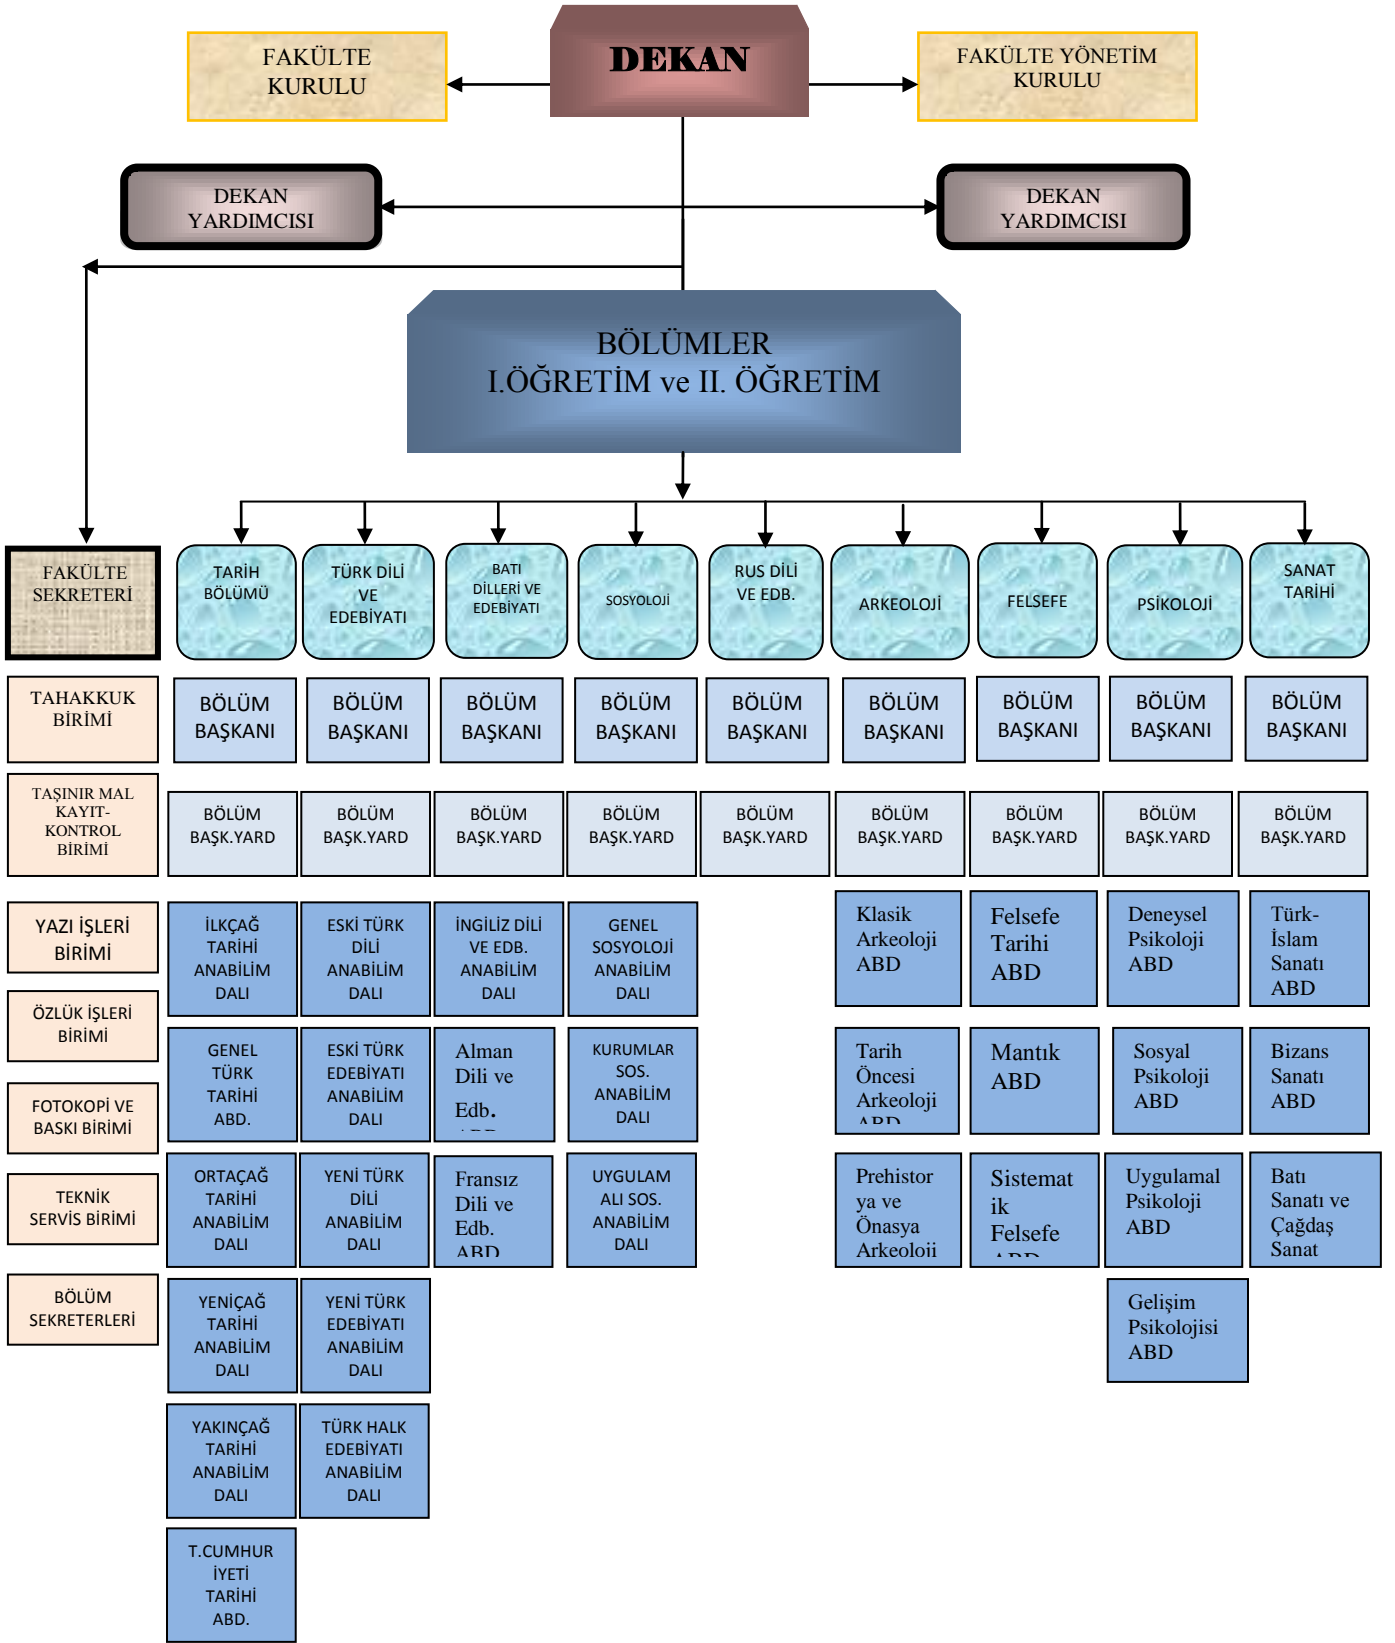 DEKAN
FAKÜLTE
KURULU
FAKÜLTE YÖNETİM
KURULU
DEKAN
YARDIMCISI
DEKAN
YARDIMCISI
BÖLÜMLER
I.ÖĞRETİM ve II. ÖĞRETİM
FAKÜLTE
SEKRETERİ
TARİH
BÖLÜMÜ
TÜRK DİLİ
VE
EDEBİYATI
BATI
DİLLERİ VE
EDEBİYATI
SOSYOLOJİ
RUS DİLİ
VE EDB.
ARKEOLOJİ
FELSEFE
PSİKOLOJİ
SANAT
TARİHİ
TAHAKKUK
BİRİMİ
BÖLÜM
BAŞKANI
BÖLÜM
BAŞKANI
BÖLÜM
BAŞKANI
BÖLÜM
BAŞKANI
BÖLÜM
BAŞKANI
BÖLÜM
BAŞKANI
BÖLÜM
BAŞKANI
BÖLÜM
BAŞKANI
BÖLÜM
BAŞKANI
TAŞINIR MAL
KAYIT-
KONTROL
BİRİMİ
BÖLÜM
BAŞK.YARD
BÖLÜM
BAŞK.YARD
BÖLÜM
BAŞK.YARD
BÖLÜM
BAŞK.YARD
BÖLÜM
BAŞK.YARD
BÖLÜM
BAŞK.YARD
BÖLÜM
BAŞK.YARD
BÖLÜM
BAŞK.YARD
BÖLÜM
BAŞK.YARD
YAZI İŞLERİ
BİRİMİ
ÖZLÜK İŞLERİ
BİRİMİ
FOTOKOPİ VE
BASKI BİRİMİ
TEKNİK
SERVİS BİRİMİ
BÖLÜM
SEKRETERLERİ
İLKÇAĞ
TARİHİ
ANABİLİM
DALI
ESKİ TÜRK
DİLİ
ANABİLİM
DALI
İNGİLİZ DİLİ
VE EDB.
ANABİLİM
DALI
GENEL
SOSYOLOJİ
ANABİLİM
DALI
Klasik
Arkeoloji
ABD
Felsefe
Tarihi
ABD
Deneysel
Psikoloji
ABD
Türk-
İslam
Sanatı
ABD
GENEL
TÜRK
TARİHİ
ABD.
ESKİ TÜRK
EDEBİYATI
ANABİLİM
DALI
Alman
Dili ve
Edb.
KURUMLAR
SOS.
ANABİLİM
DALI
Tarih
Öncesi
Arkeoloji
ABD
Mantık
ABD
Sosyal
Psikoloji
ABD
Bizans
Sanatı
ABD
ORTAÇAĞ
TARİHİ
ANABİLİM
DALI
YENİ TÜRK
DİLİ
ANABİLİM
DALI
Fransız
Dili ve
Edb.
ABD
UYGULAM
ALI SOS.
ANABİLİM
DALI
Prehistor
ya ve
Önasya
Arkeoloji
Sistemat
ik
Felsefe
Uygulamal
Psikoloji
ABD
Batı
Sanatı ve
Çağdaş
Sanat
YENİÇAĞ
TARİHİ
ANABİLİM
DALI
YENİ TÜRK
EDEBİYATI
ANABİLİM
DALI
Gelişim
Psikolojisi
ABD
YAKINÇAĞ
TARİHİ
ANABİLİM
DALI
TÜRK HALK
EDEBİYATI
ANABİLİM
DALI
T.CUMHUR
İYETİ
TARİHİ
ABD.